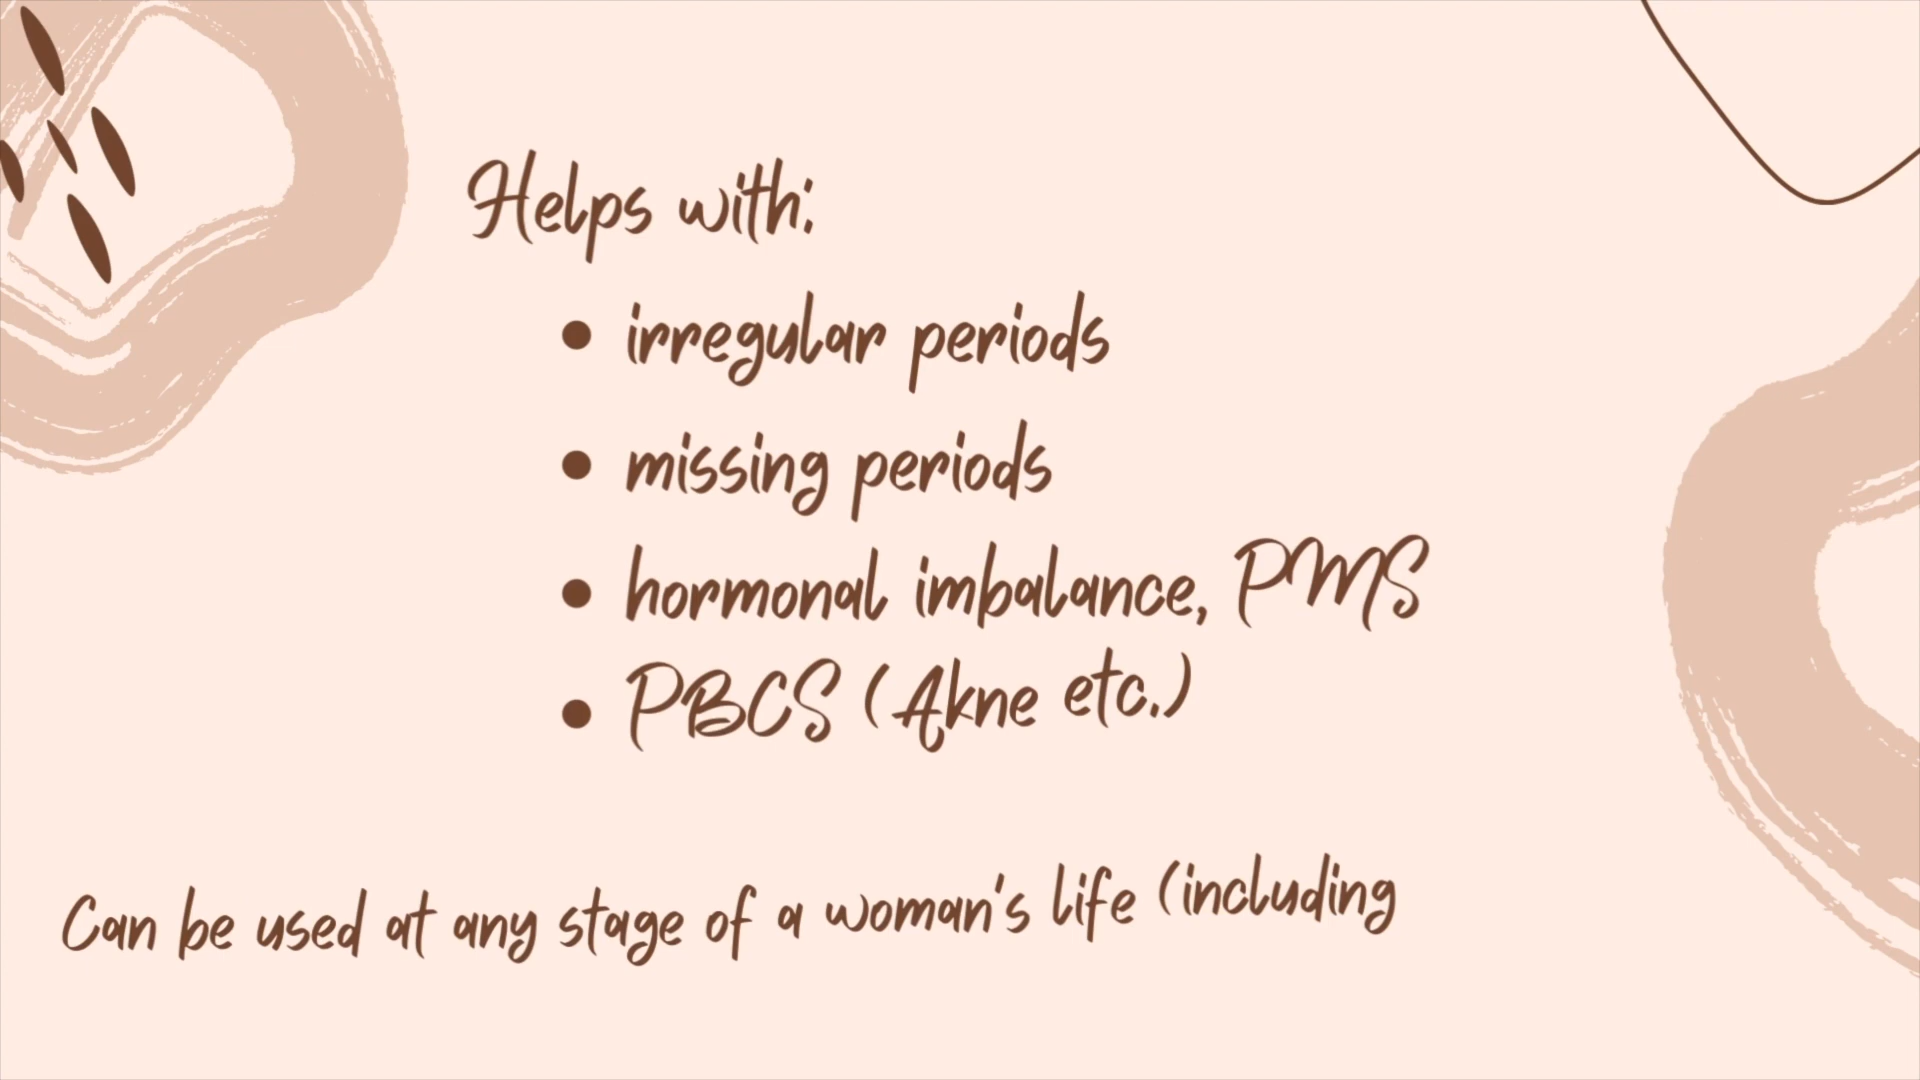 Helps with:
• irregular periods
• missing periods
• hormonal imbalance, PMS
• PBCS (Akne etc.)
Can be used at any stage of a woman's life (including